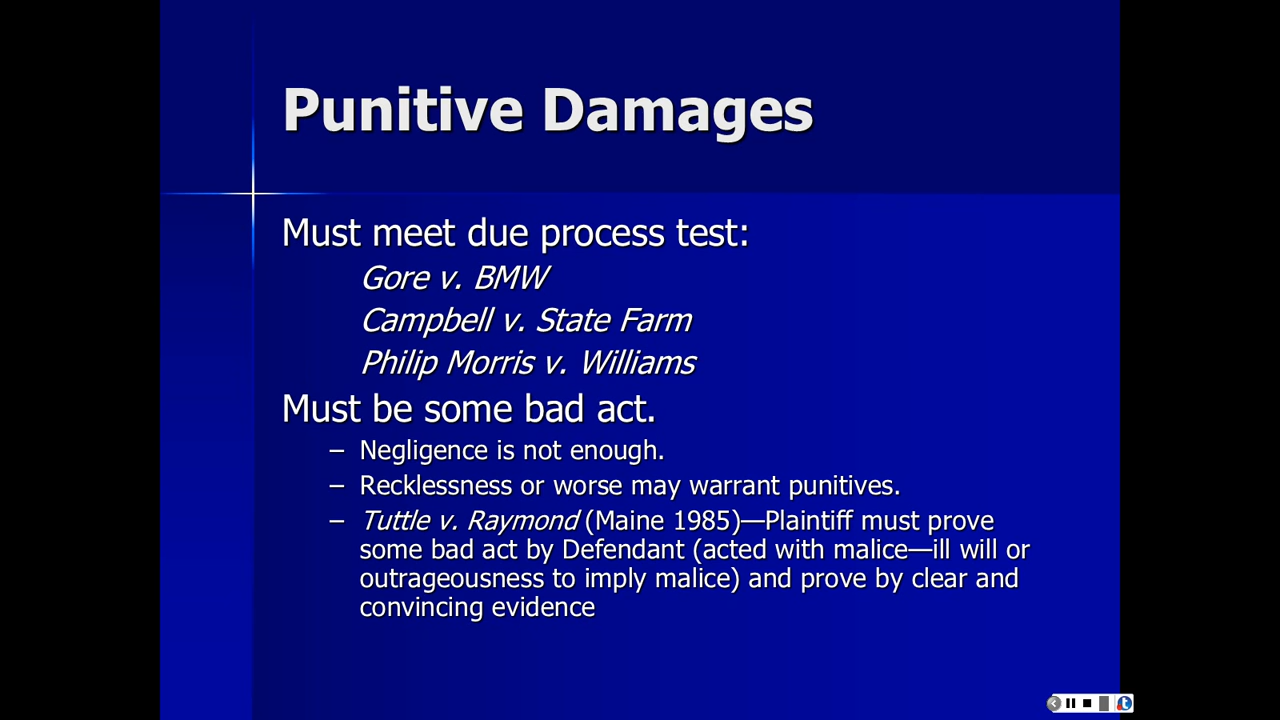 Punitive Damages
Must meet due process test:
Gore v. BMW
Campbell v. State Farm
Philip Morris v. Williams
Must be some bad act.
– Negligence is not enough.
– Recklessness or worse may warrant punitives.
– Tuttle v. Raymond (Maine 1985)—Plaintiff must prove
some bad act by Defendant (acted with malice—ill will or
outrageousness to imply malice) and prove by clear and
convincing evidence
t